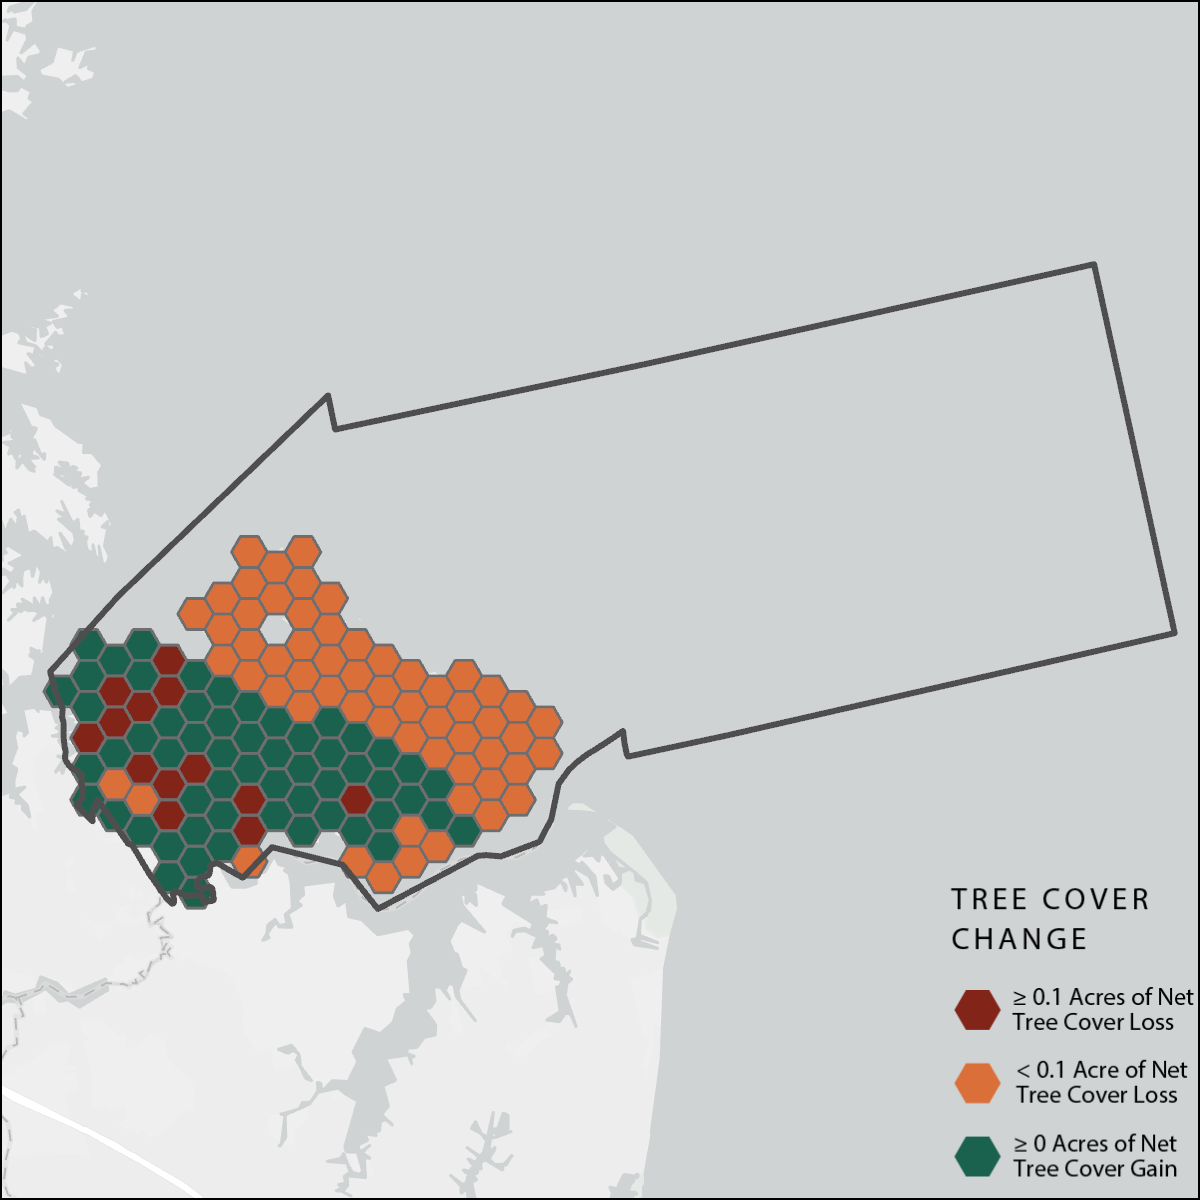 TREE COVER
CHANGE
≥ 0.1 Acres of Net
Tree Cover Loss
< 0.1 Acre of Net
Tree Cover Loss
≥ 0 Acres of Net
Tree Cover Gain